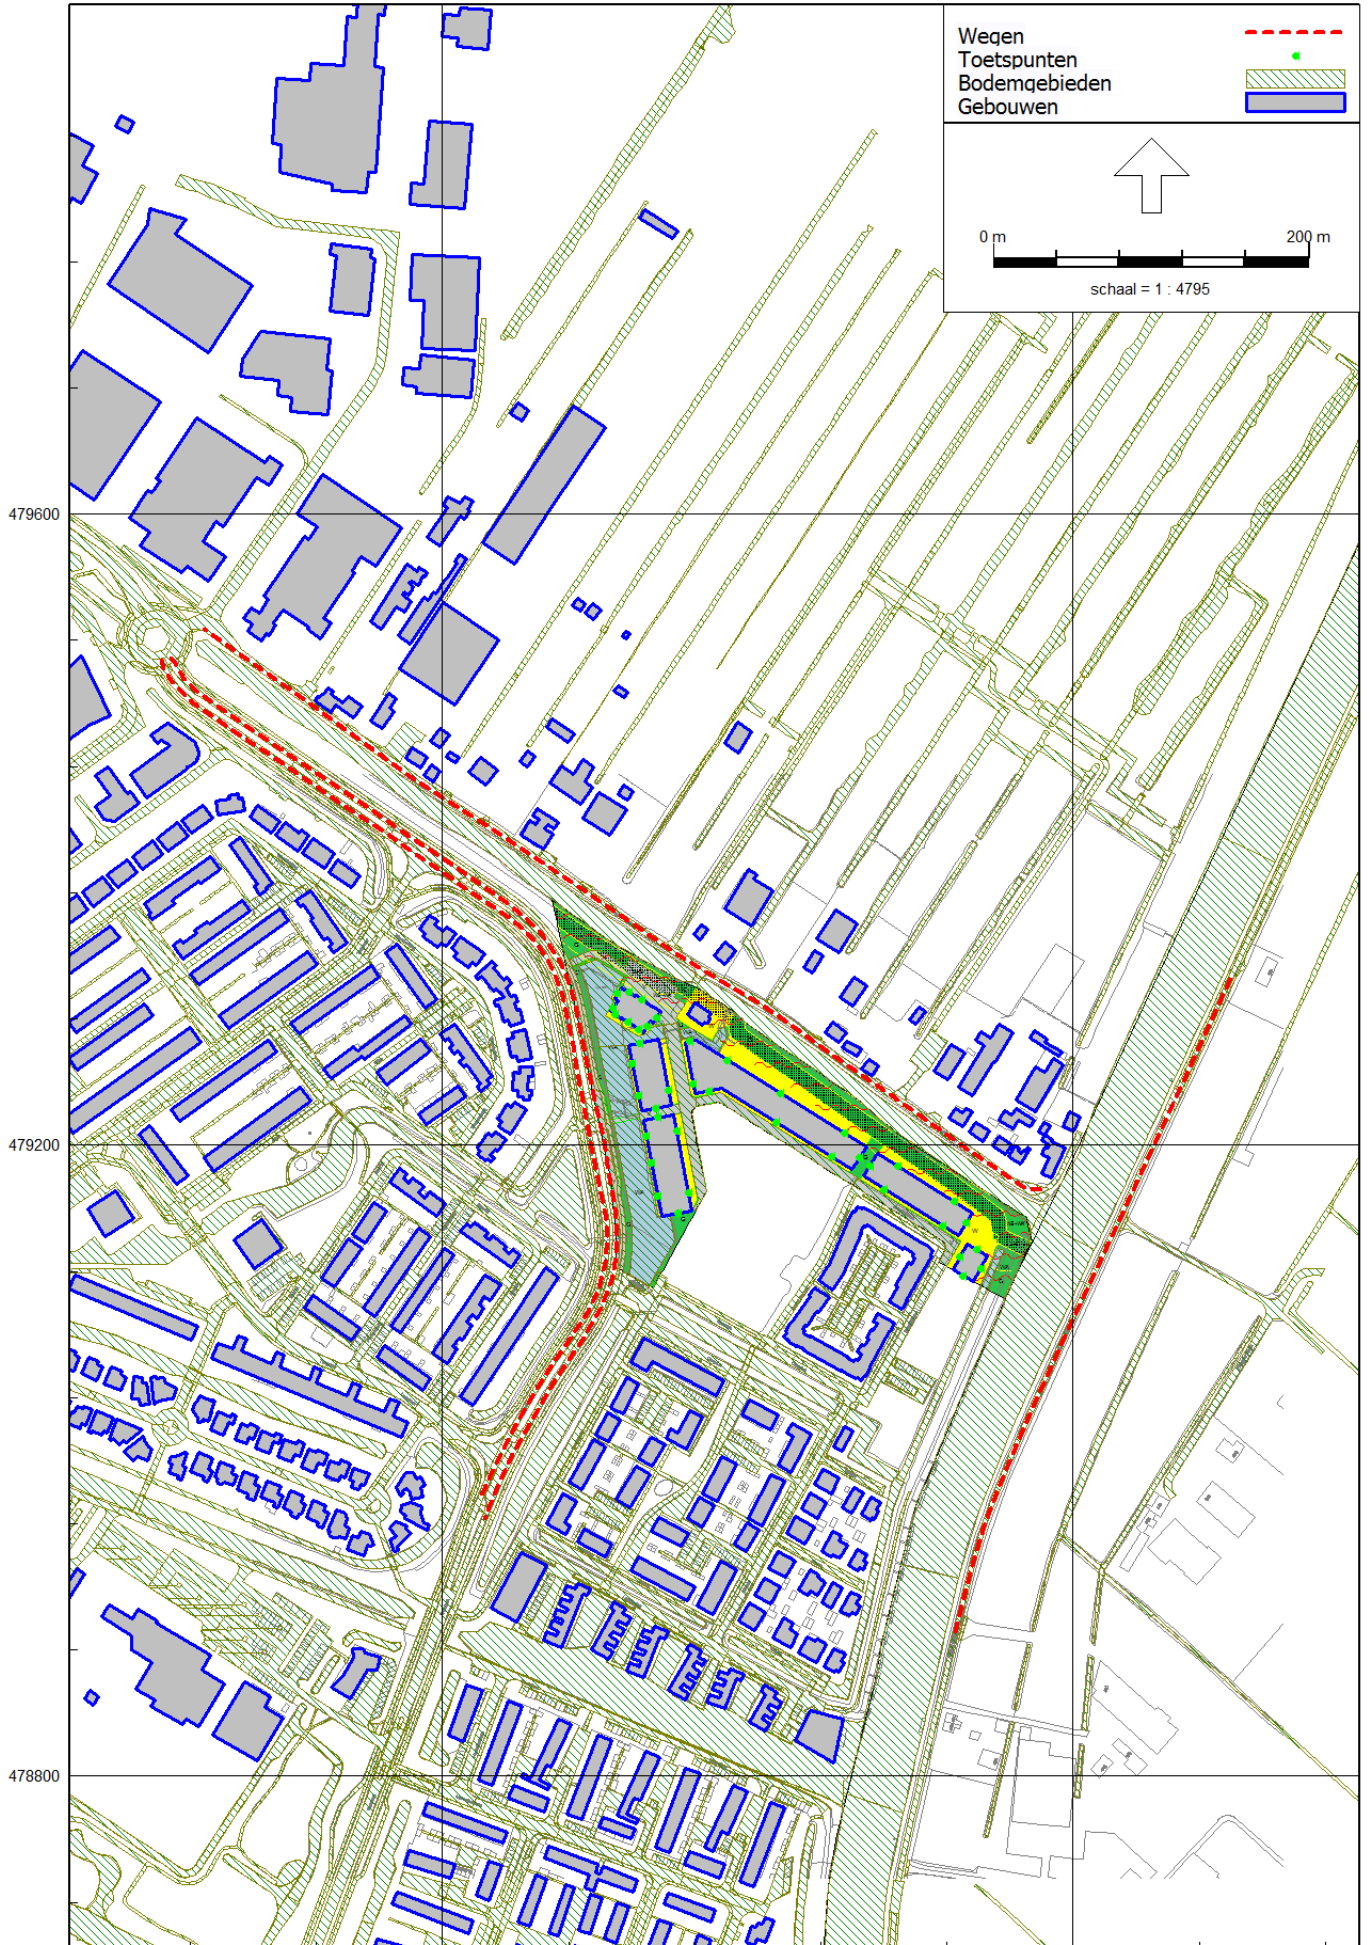 Wegen
Toetspunten
Bodemgebieden
Gebouwen
0 m 200 m
schaal = 1 : 4795
479600
479200
478800